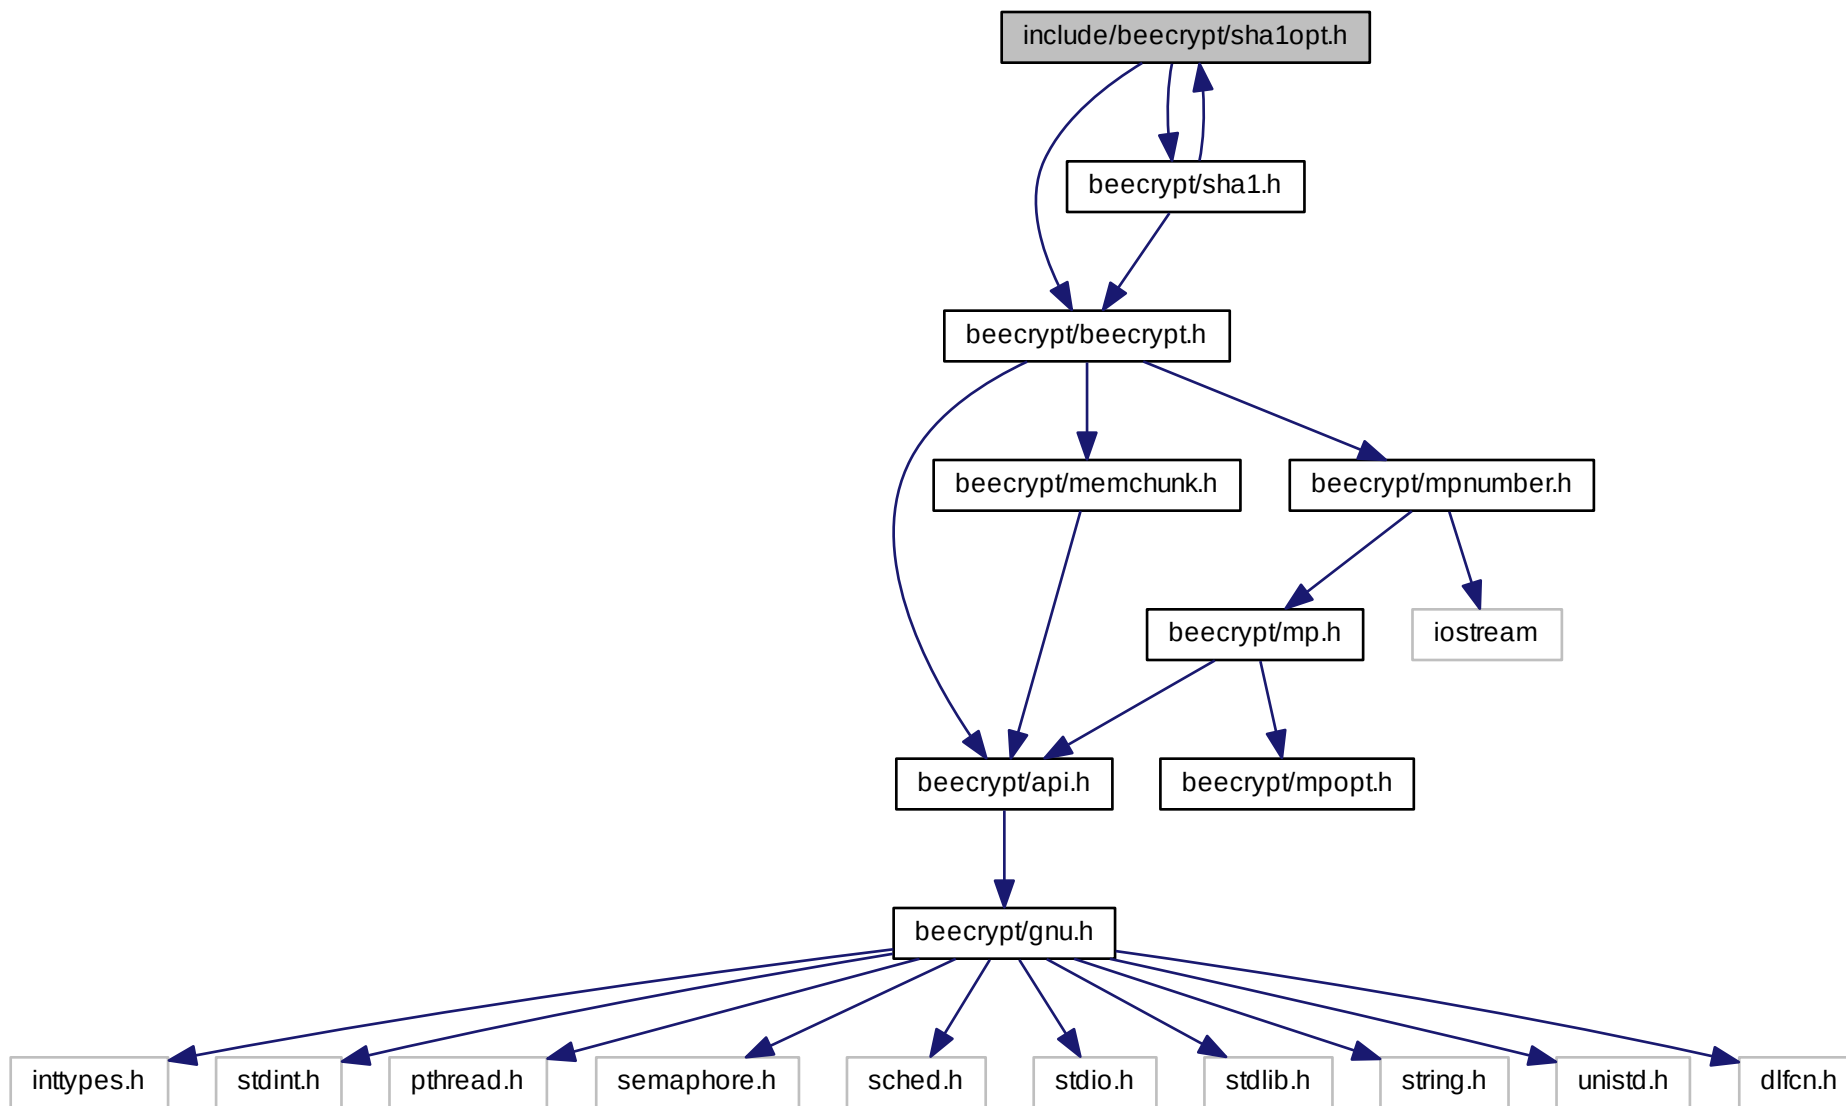 include/beecrypt/sha1opt.h
beecrypt/sha1.h
beecrypt/beecrypt.h
beecrypt/memchunk.h
beecrypt/mpnumber.h
beecrypt/mp.h
iostream
beecrypt/api.h
beecrypt/mpopt.h
beecrypt/gnu.h
inttypes.h
stdint.h
pthread.h
semaphore.h
sched.h
stdio.h
stdlib.h
string.h
unistd.h
dlfcn.h